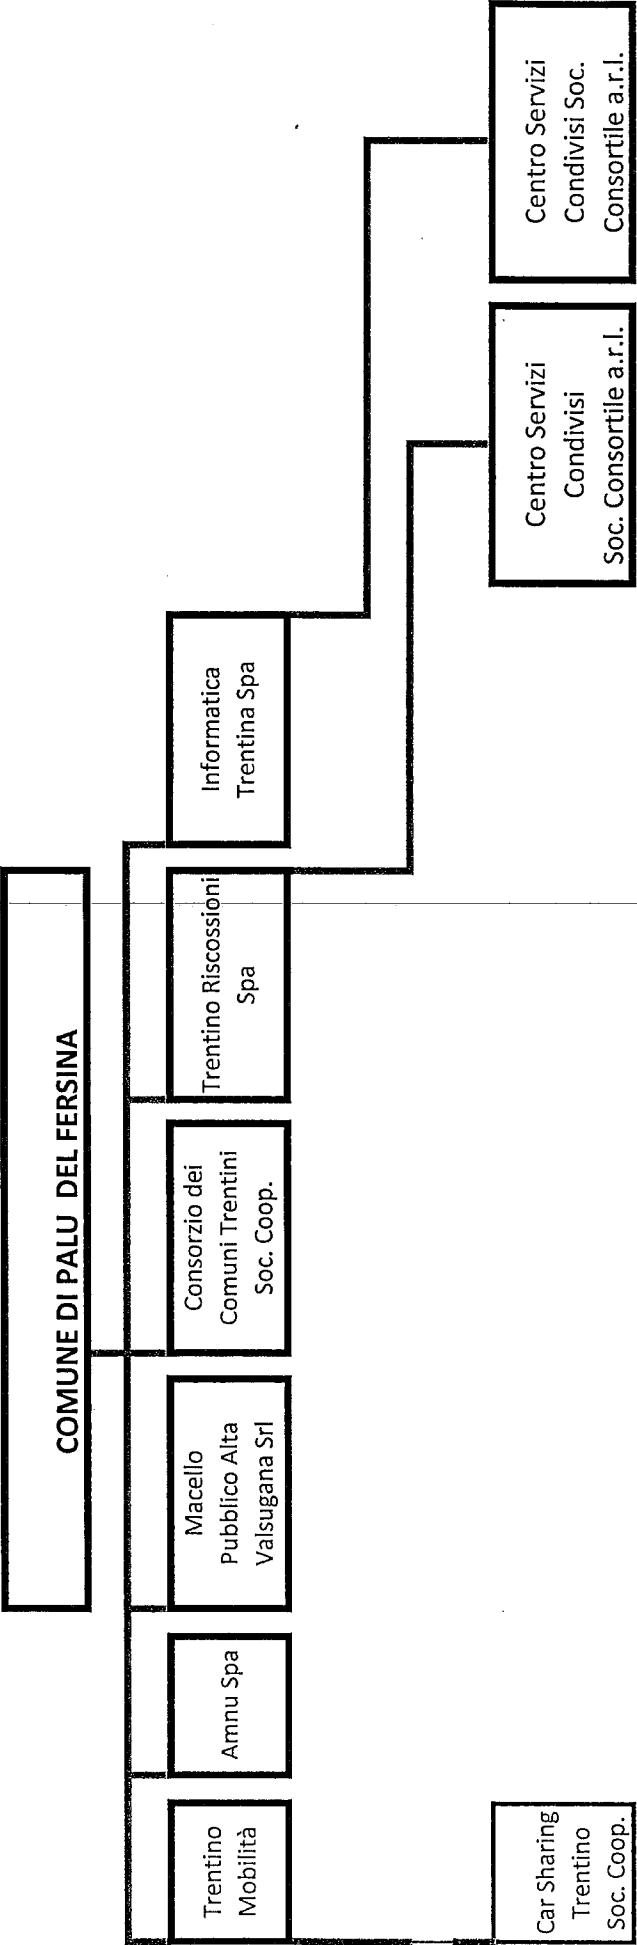 COMUNE DI PALU DEL FERSINA
Trentino
Mobilità
Amnu Spa
Macello
Pubblico Alta
Valsugana Srl
Consorzio dei
Comuni Trentini
Soc. Coop.
Trentino Riscossioni
Spa
Informatica
Trentina Spa
Car Sharing
Trentino
Soc. Coop.
Centro Servizi
Condivisi
Soc. Consortile a.r.l.
Centro Servizi
Condivisi Soc.
Consortile a.r.l.